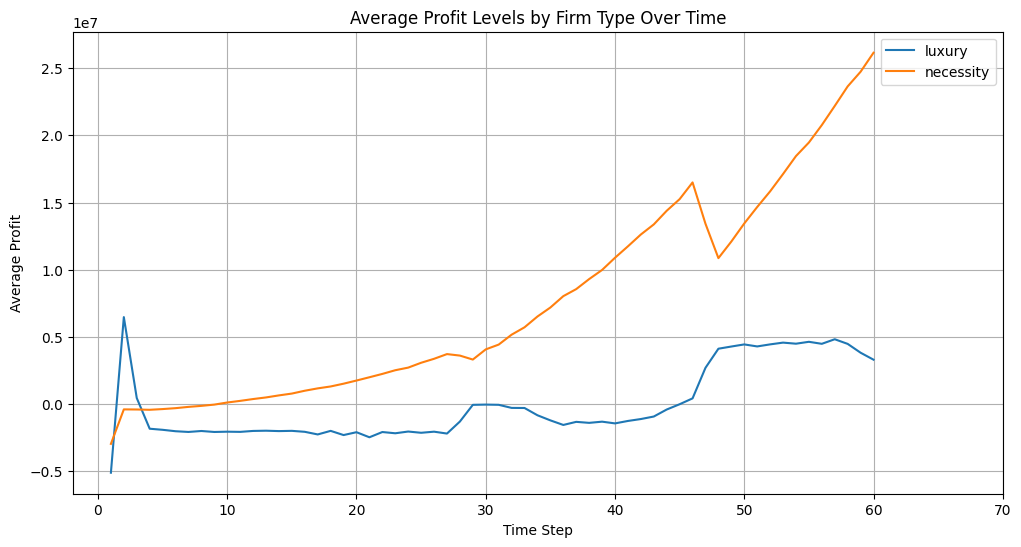 Average Profit Levels by Firm Type Over Time
1e7
luxury
necessity
2.5
2.0
1.5
1.0
0.5
0.0
−0.5
Average Profit
0 10 20 30 40 50 60 70
Time Step